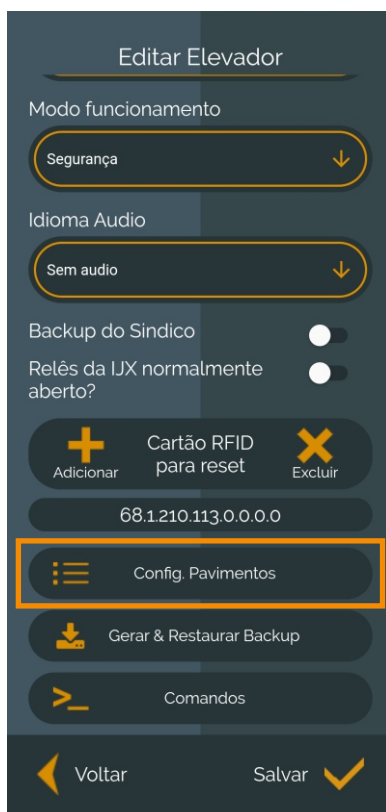 Editar Elevador
Modo funcionamento
Segurança
Idioma Audio
Sem audio
Backup do Sindico
Relês da IJX normalmente
aberto?
Adicionar
Cartão RFID
para reset
Excluir
68.1.210.113.0.0.0.0
Config. Pavimentos
Gerar & Restaurar Backup
Comandos
Voltar
Salvar